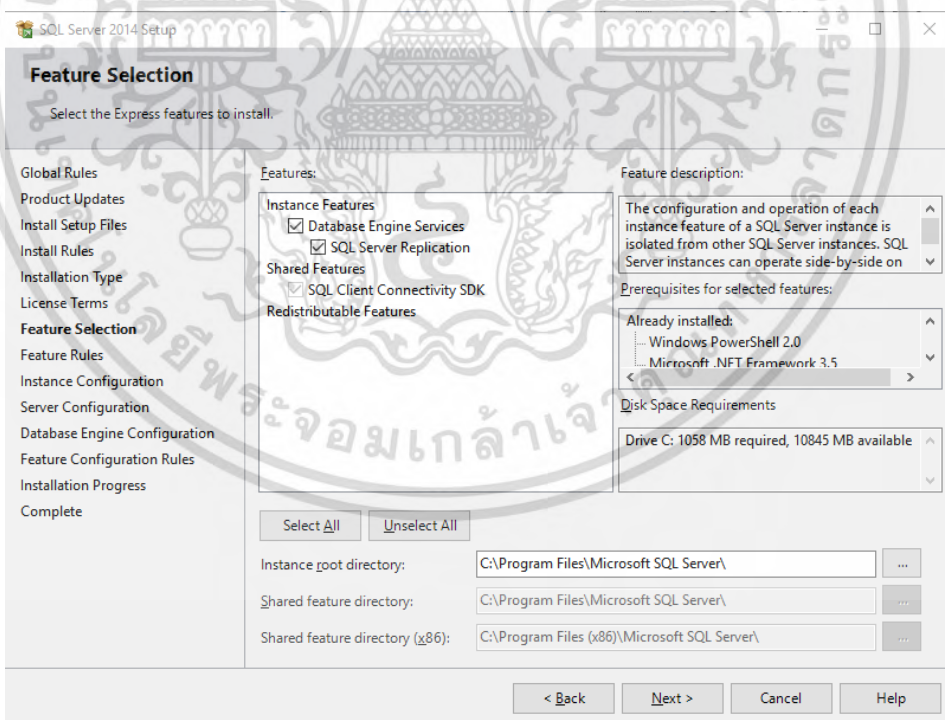 SQL Server 2014 Setup
Feature Selection
Select the Express features to install.
Global Rules
Product Updates
Install Setup Files
Install Rules
Installation Type
License Terms
Feature Selection
Feature Rules
Instance Configuration
Server Configuration
Database Engine Configuration
Feature Configuration Rules
Installation Progress
Complete
Features:
Instance Features
Database Engine Services
SQL Server Replication
Shared Features
SQL Client Connectivity SDK
Redistributable Features
Feature description:
The configuration and operation of each
instance feature of a SQL Server instance is
isolated from other SQL Server instances. SQL
Server instances can operate side-by-side on
Prerequisites for selected features:
Already installed:
Windows PowerShell 2.0
Microsoft .NET Framework 3.5
Disk Space Requirements
Drive C: 1058 MB required, 10845 MB available
Select All
Unselect All
Instance root directory:
C:\Program Files\Microsoft SQL Server\
...
Shared feature directory:
C:\Program Files\Microsoft SQL Server\
...
Shared feature directory (x86):
C:\Program Files (x86)\Microsoft SQL Server\
...
< Back
Next >
Cancel
Help